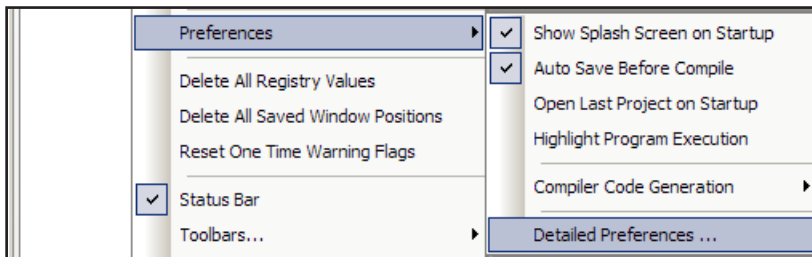 Preferences
Delete All Registry Values
Delete All Saved Window Positions
Reset One Time Warning Flags
Status Bar
Toolbars...
Show Splash Screen on Startup
Auto Save Before Compile
Open Last Project on Startup
Highlight Program Execution
Compiler Code Generation
Detailed Preferences ...